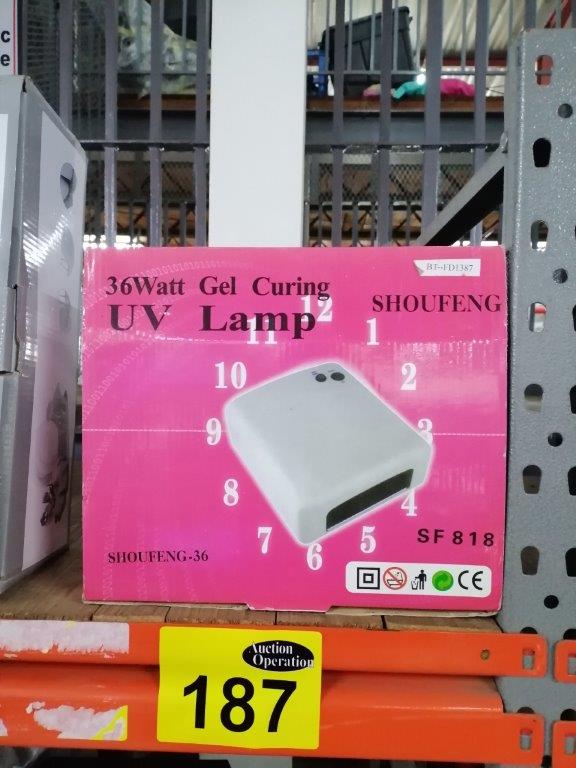 c
e
BT--FD1387
36Watt Gel Curing
UV Lamp
SHOUFENG
12
11
1
10
2
9
3
8
4
7
5
6
SF 818
SHOUFENG-36
CE
Auction
Operation
187